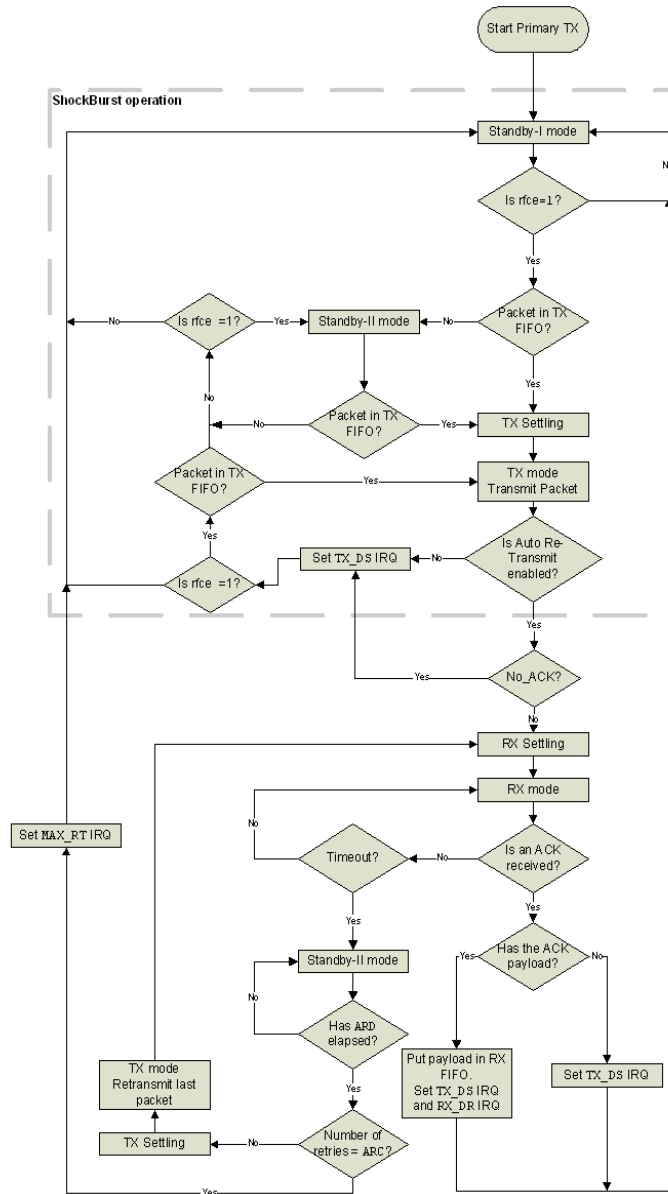 Start Primary TX
ShockBurst operation
Standby-I mode
Is rfce=1?
Yes
Is rfce =1?
No
Yes
Standby-II mode
No
Packet in TX
FIFO?
No
Yes
Packet in TX
FIFO?
No
Yes
TX Settling
Packet in TX
FIFO?
Yes
TX mode
Transmit Packet
Yes
Is rfce =1?
Set TX_DS IRQ
No
Is Auto Re-
Transmit
enabled?
Yes
Yes
No_ACK?
No
RX Settling
RX mode
Set MAX_RT IRQ
No
Timeout?
No
Is an ACK
received?
Yes
Yes
Standby-II mode
Yes
Has the ACK
payload?
No
No
Has ARD
elapsed?
Yes
TX mode
Retransmit last
packet
Put payload in RX
FIFO.
Set TX_DS IRQ
and RX_DR IRQ
Set TX_DS IRQ
TX Settling
No
Number of
retries = ARC?
Yes